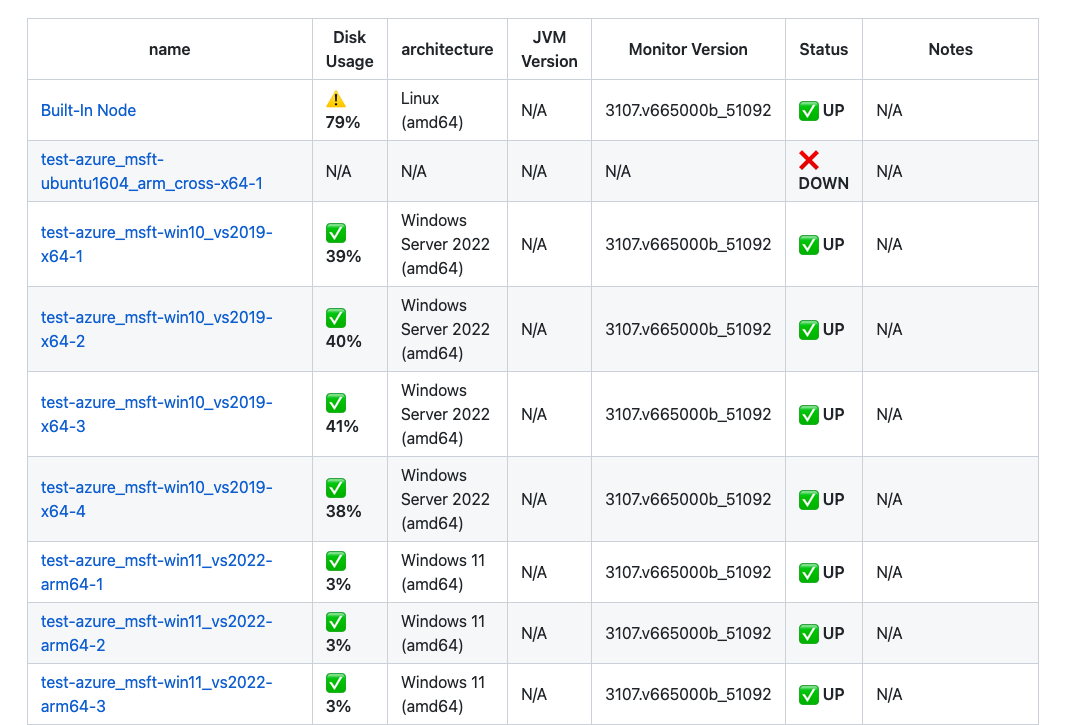 name
Disk
Usage
architecture
JVM
Version
Monitor Version
Status
Notes
Built-In Node
79%
Linux
(amd64)
N/A
3107.v665000b_51092
UP
N/A
test-azure_msft-
ubuntu1604_arm_cross-x64-1
N/A
N/A
N/A
N/A
DOWN
N/A
test-azure_msft-win10_vs2019-
x64-1
39%
Windows
Server 2022
(amd64)
N/A
3107.v665000b_51092
UP
N/A
test-azure_msft-win10_vs2019-
x64-2
40%
Windows
Server 2022
(amd64)
N/A
3107.v665000b_51092
UP
N/A
test-azure_msft-win10_vs2019-
x64-3
41%
Windows
Server 2022
(amd64)
N/A
3107.v665000b_51092
UP
N/A
test-azure_msft-win10_vs2019-
x64-4
38%
Windows
Server 2022
(amd64)
N/A
3107.v665000b_51092
UP
N/A
test-azure_msft-win11_vs2022-
arm64-1
3%
Windows 11
(amd64)
N/A
3107.v665000b_51092
UP
N/A
test-azure_msft-win11_vs2022-
arm64-2
3%
Windows 11
(amd64)
N/A
3107.v665000b_51092
UP
N/A
test-azure_msft-win11_vs2022-
arm64-3
3%
Windows 11
(amd64)
N/A
3107.v665000b_51092
UP
N/A